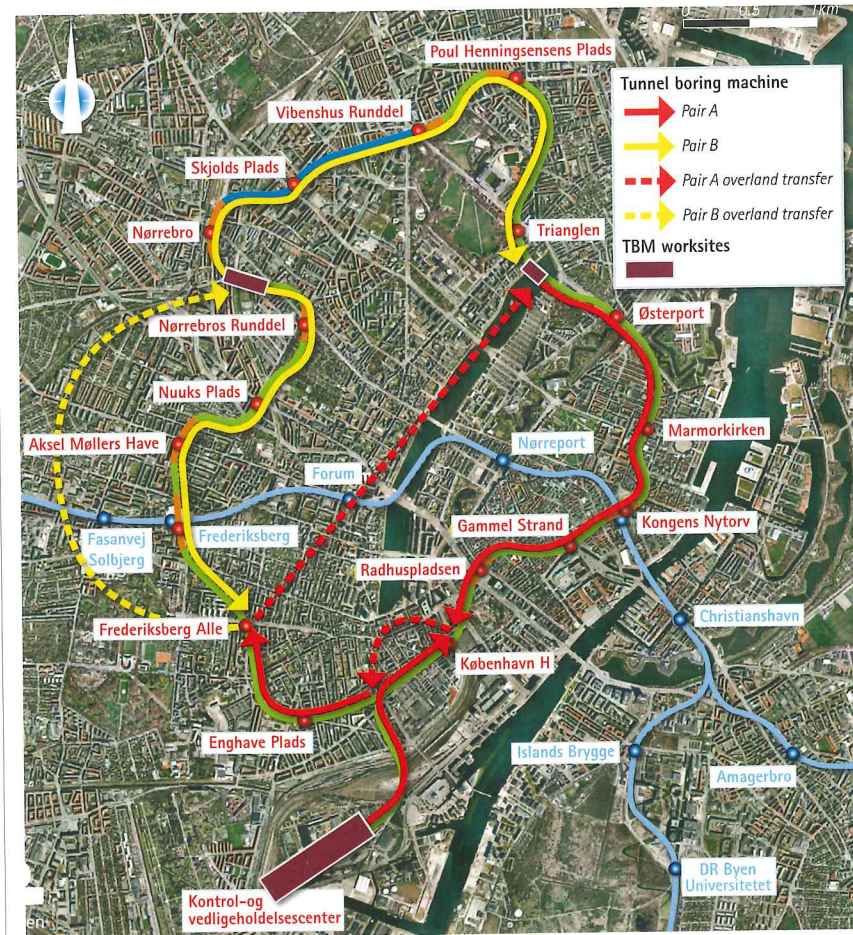 0 0.5 1km
Poul Henningsensens Plads
Tunnel boring machine
Pair A
Pair B
Pair A overland transfer
Pair B overland transfer
TBM worksites
Vibenshus Runddel
Skjolds Plads
Nørrebro
Trianglen
Østerport
Nørrebros Runddel
Nuuks Plads
Marmorkirken
Aksel Møllers Have
Nørreport
Forum
Kongens Nytorv
Gammel Strand
Fasanvej
Solbjerg
Frederiksberg
Radhuspladsen
Christianshavn
Frederiksberg Alle
København H
Enghave Plads
Islands Brygge
Amagerbro
DR Byen
Universitetet
Kontrol-og
vedligeholdelsescenter
en